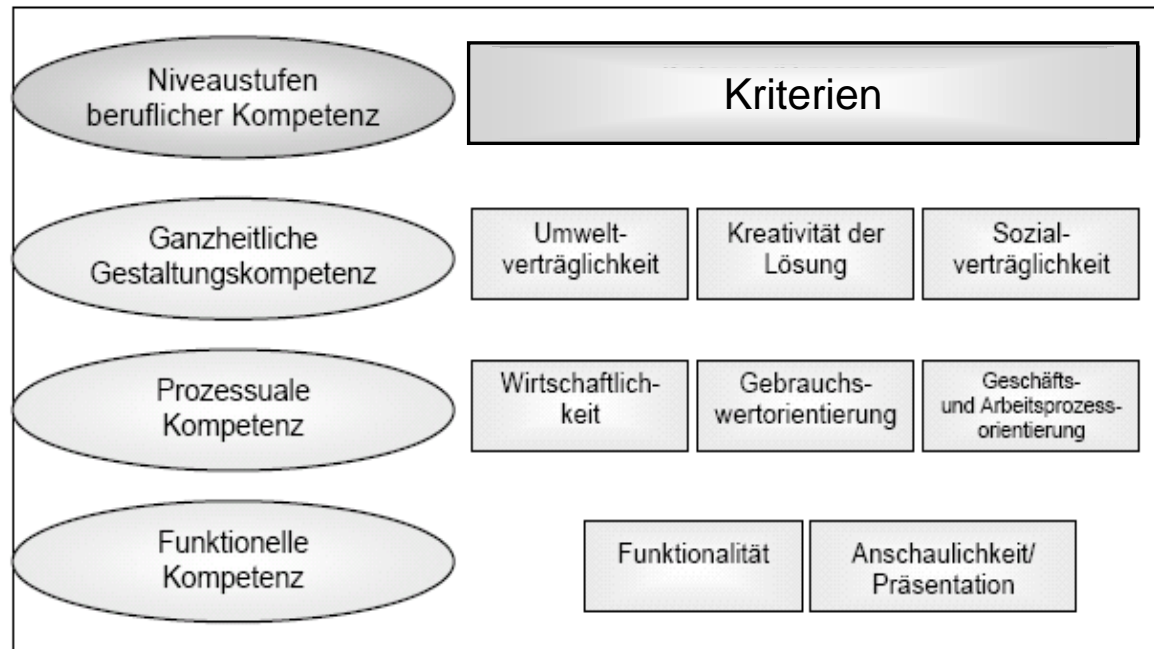 Niveaustufen
beruflicher Kompetenz
Kriterien
Ganzheitliche
Gestaltungskompetenz
Umwelt-
verträglichkeit
Kreativität der
Lösung
Sozial-
verträglichkeit
Prozessuale
Kompetenz
Wirtschaftlich-
keit
Gebrauchs-
wertorientierung
Geschäfts-
und Arbeitsprozess-
orientierung
Funktionelle
Kompetenz
Funktionalität
Anschaulichkeit/
Präsentation